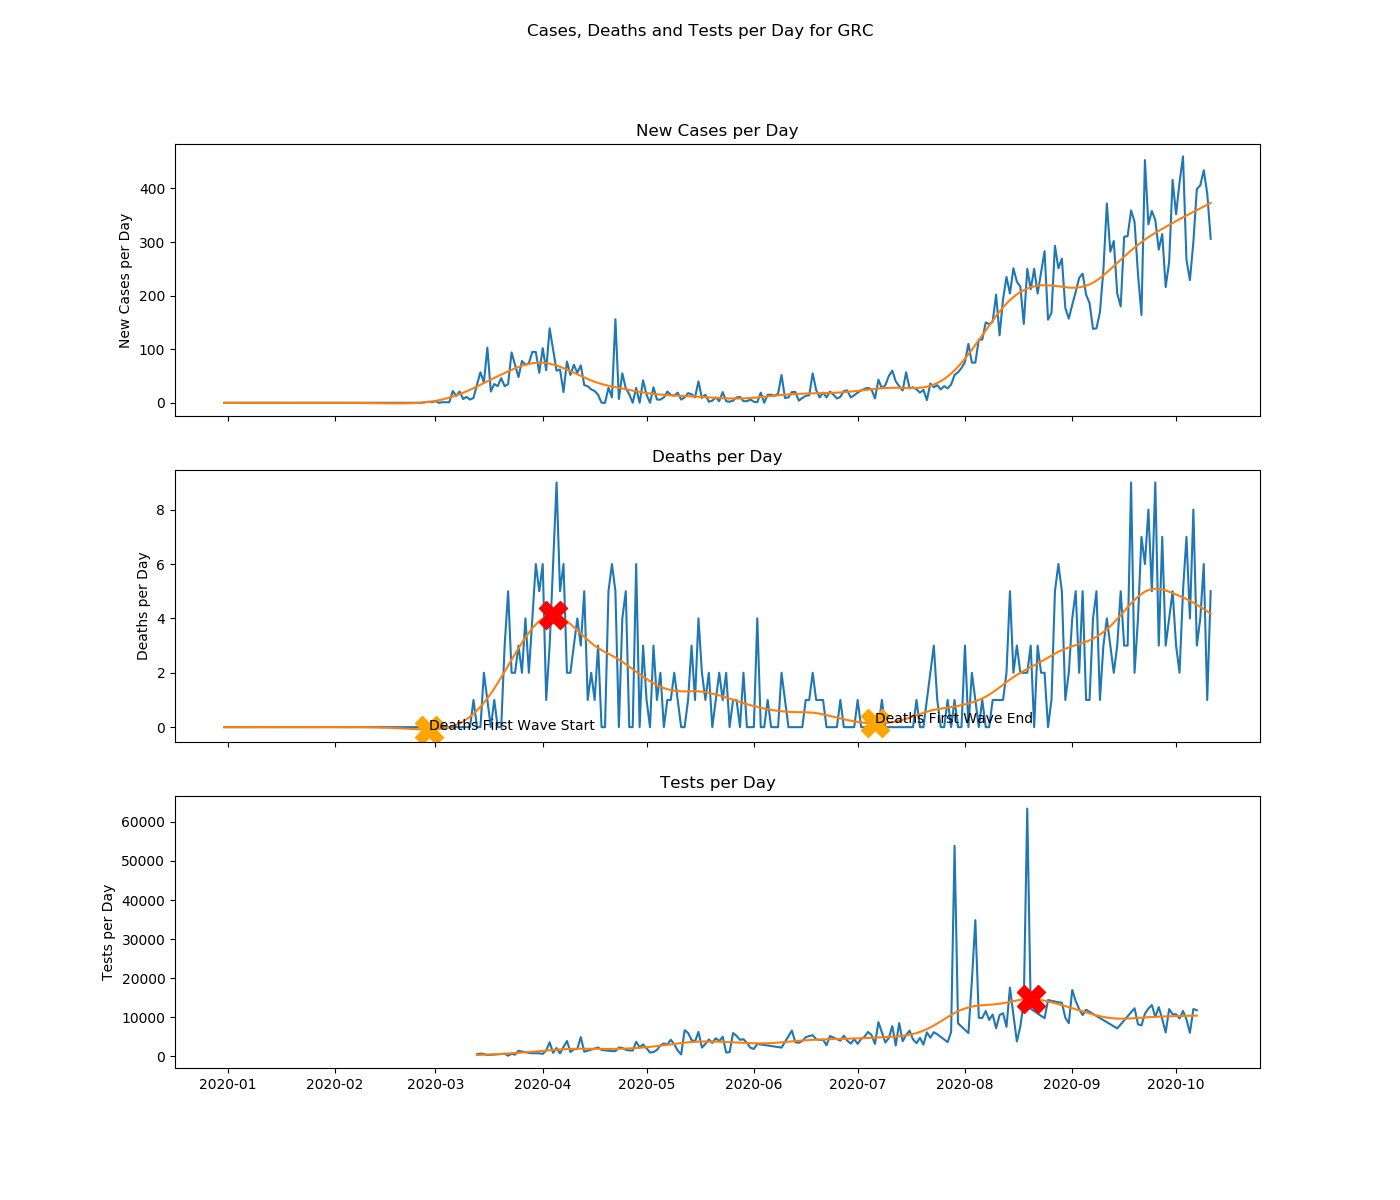 Cases, Deaths and Tests per Day for GRC
New Cases per Day
New Cases per Day
400
300
200
100
0
Deaths per Day
Deaths per Day
8
6
4
2
0
Deaths First Wave Start
Deaths First Wave End
Tests per Day
Tests per Day
60000
50000
40000
30000
20000
10000
0
2020-01 2020-02 2020-03 2020-04 2020-05 2020-06 2020-07 2020-08 2020-09 2020-10